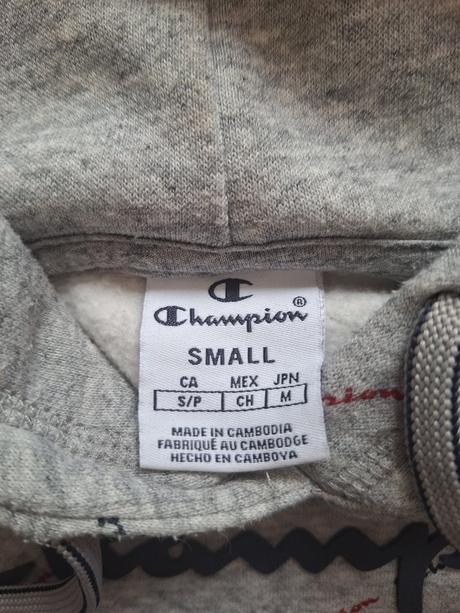 Champion®
SMALL
CA MEX JPN
S/P CH M
MADE IN CAMBODIA
FABRIQUÉ AU CAMBODGE
HECHO EN CAMBOYA